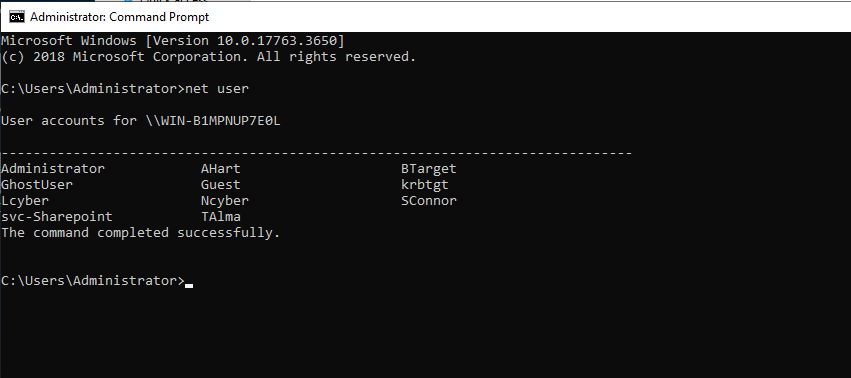 Administrator: Command Prompt
Microsoft Windows [Version 10.0.17763.3650]
(c) 2018 Microsoft Corporation. All rights reserved.
C:\Users\Administrator>net user
User accounts for \\WIN-B1MPNUP7E0L
-------------------------------------------------------------------------------
Administrator            AHart                    BTarget
GhostUser                Guest                    krbtgt
Lcyber                   Ncyber                   SConnor
svc-Sharepoint           TAlma
The command completed successfully.
C:\Users\Administrator>